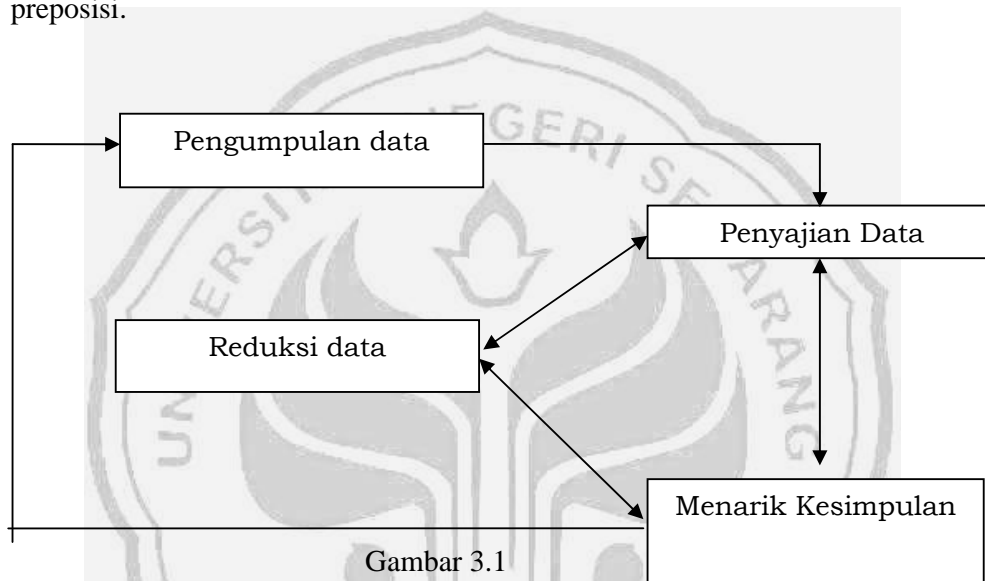 preposisi.
Pengumpulan data
Penyajian Data
Reduksi data
Menarik Kesimpulan
Gambar 3.1